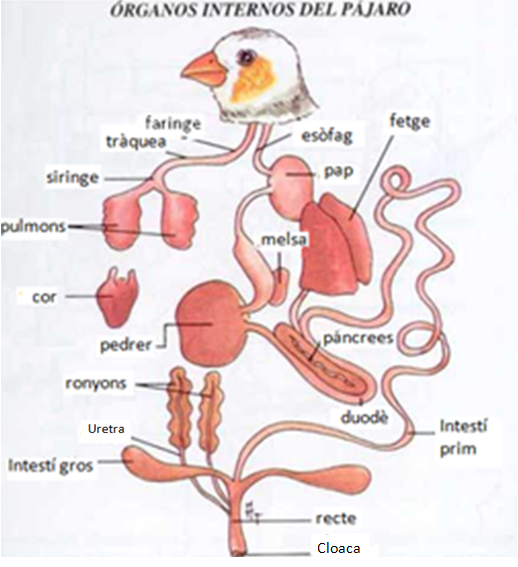 ÓRGANOS INTERNOS DEL PÁJARO
faringe
tràquea
esòfag
fetge
siringe
pap
pulmons
melsa
cor
pedrer
páncrees
ronyons
duodè
Uretra
Intestí
prim
Intestí gros
recte
Cloaca